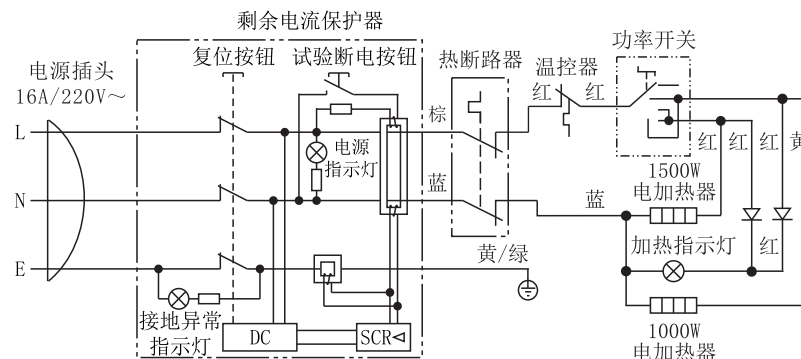 剩余电流保护器
电源插头
16A/220V～
复位按钮
试验断电按钮
热断路器
温控器
功率开关
L
N
E
电源
指示灯
棕
蓝
红
红
红
红
红
黄
1500W
电加热器
蓝
加热指示灯
红
黄/绿
接地异常
指示灯
DC
SCR
1000W
电加热器